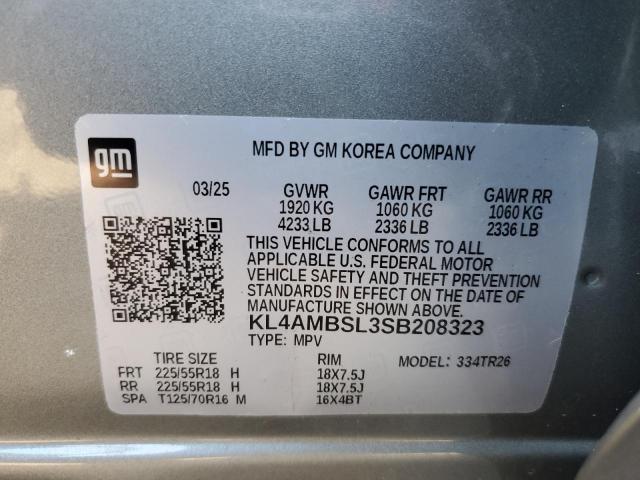 gm
MFD BY GM KOREA COMPANY
03/25 GVWR GAWR FRT GAWR RR
1920 KG 1060 KG 1060 KG
4233 LB 2336 LB 2336 LB
THIS VEHICLE CONFORMS TO ALL
APPLICABLE U.S. FEDERAL MOTOR
VEHICLE SAFETY AND THEFT PREVENTION
STANDARDS IN EFFECT ON THE DATE OF
MANUFACTURE SHOWN ABOVE.
KL4AMBSL3SB208323
TYPE: MPV
TIRE SIZE RIM MODEL: 334TR26
FRT 225/55R18 H 18X7.5J
RR 225/55R18 H 18X7.5J
SPA T125/70R16 M 16X4BT